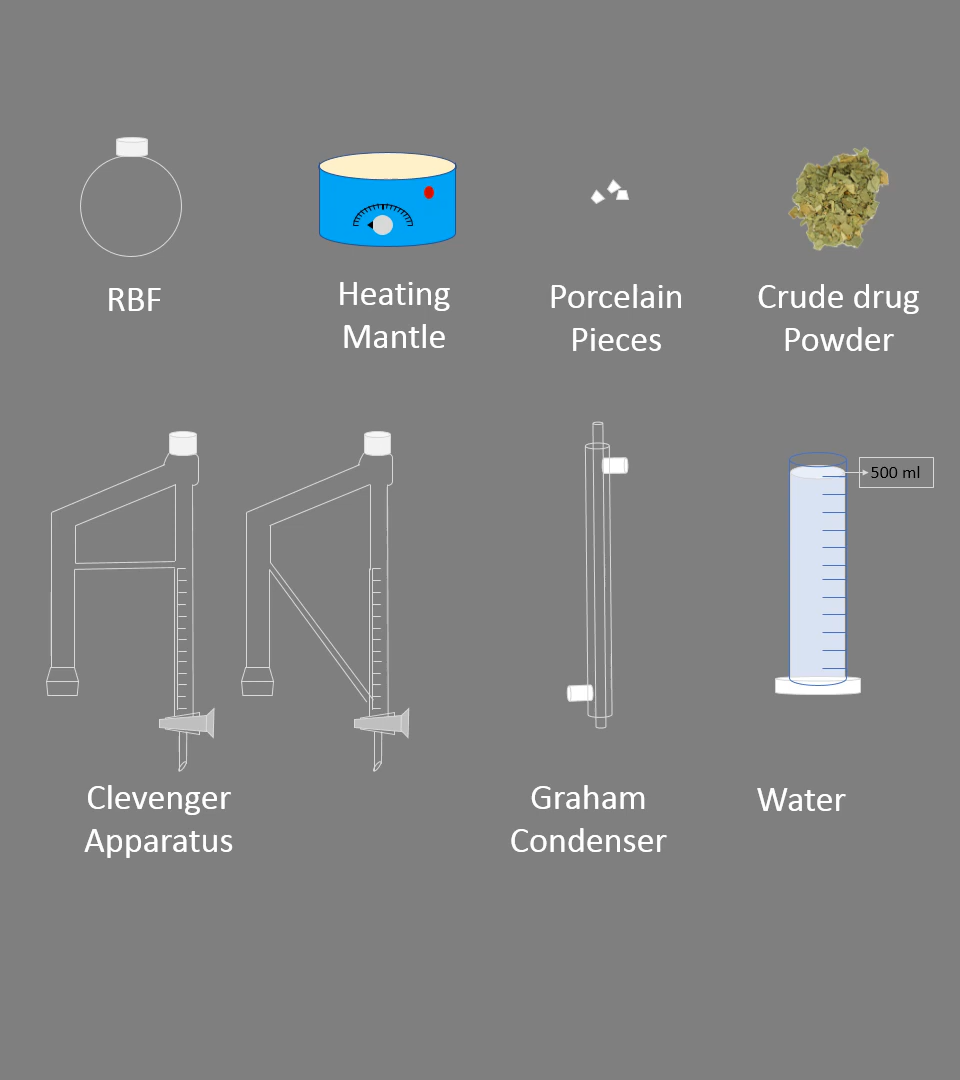 RBF
Heating
Mantle
Porcelain
Pieces
Crude drug
Powder
500 ml
Clevenger
Apparatus
Graham
Condenser
Water